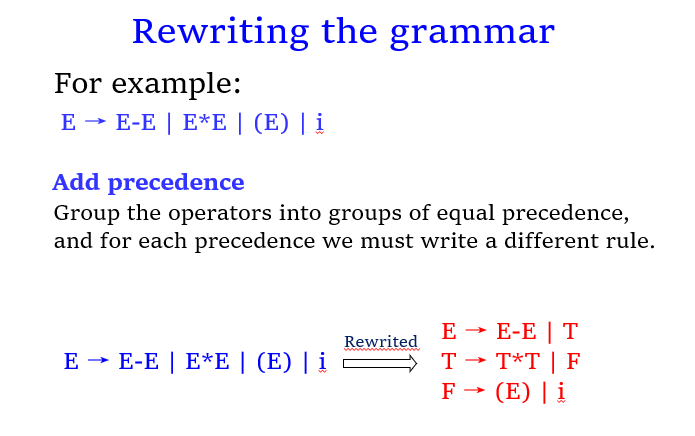 Rewriting the grammar
For example:
E → E-E | E*E | (E) | i
Add precedence
Group the operators into groups of equal precedence,
and for each precedence we must write a different rule.
E → E-E | E*E | (E) | i
Rewrited
E → E-E | T
T → T*T | F
F → (E) | i